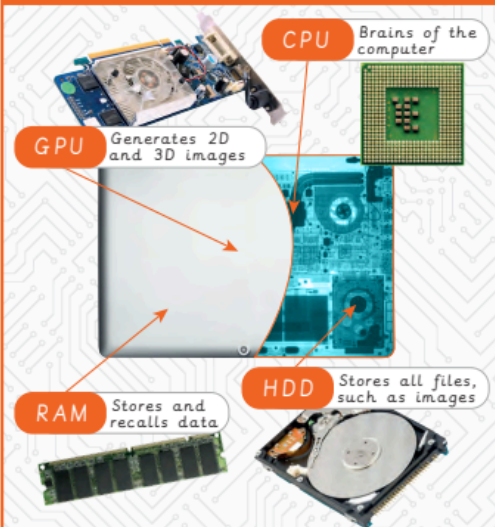 CPU
Brains of the
computer
GPU
Generates 2D
and 3D images
RAM
Stores and
recalls data
HDD
Stores all files,
such as images